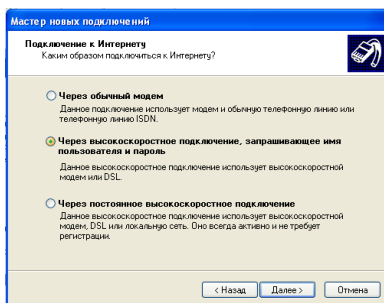 Мастер новых подключений
Подключение к Интернету
Каким образом подключиться к Интернету?
Через обычный модем
Данное подключение использует модем и обычную телефонную линию или
телефонную линию ISDN.
Через высокоскоростное подключение, запрашивающее имя
пользователя и пароль
Данное высокоскоростное подключение использует высокоскоростной
модем или DSL.
Через постоянное высокоскоростное подключение
Данное высокоскоростное подключение использует высокоскоростной
модем, DSL или локальную сеть. Оно всегда активно и не требует
регистрации.
< Назад
Далее >
Отмена